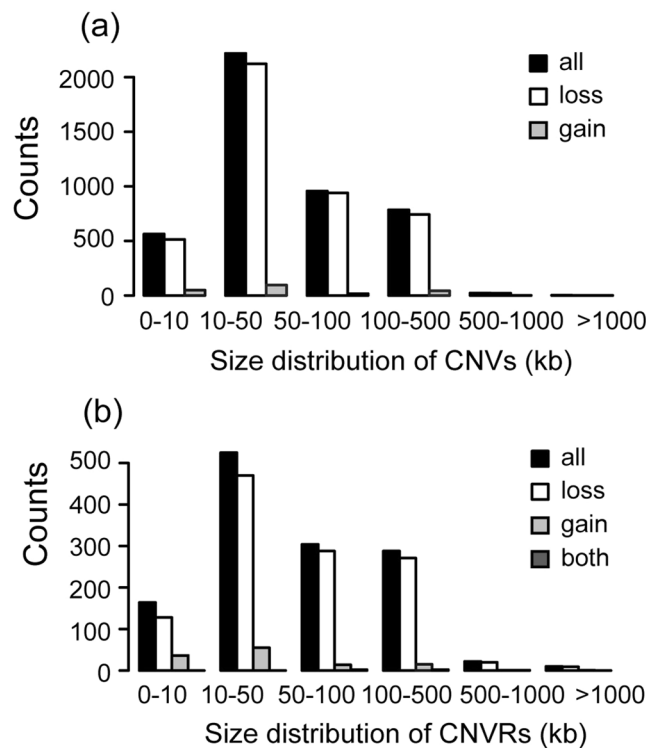 (a)
all
loss
gain
Counts
2000
1500
1000
500
0
0-10 10-50 50-100 100-500 500-1000 >1000
Size distribution of CNVs (kb)
(b)
all
loss
gain
both
Counts
500
400
300
200
100
0
0-10 10-50 50-100 100-500 500-1000 >1000
Size distribution of CNVRs (kb)